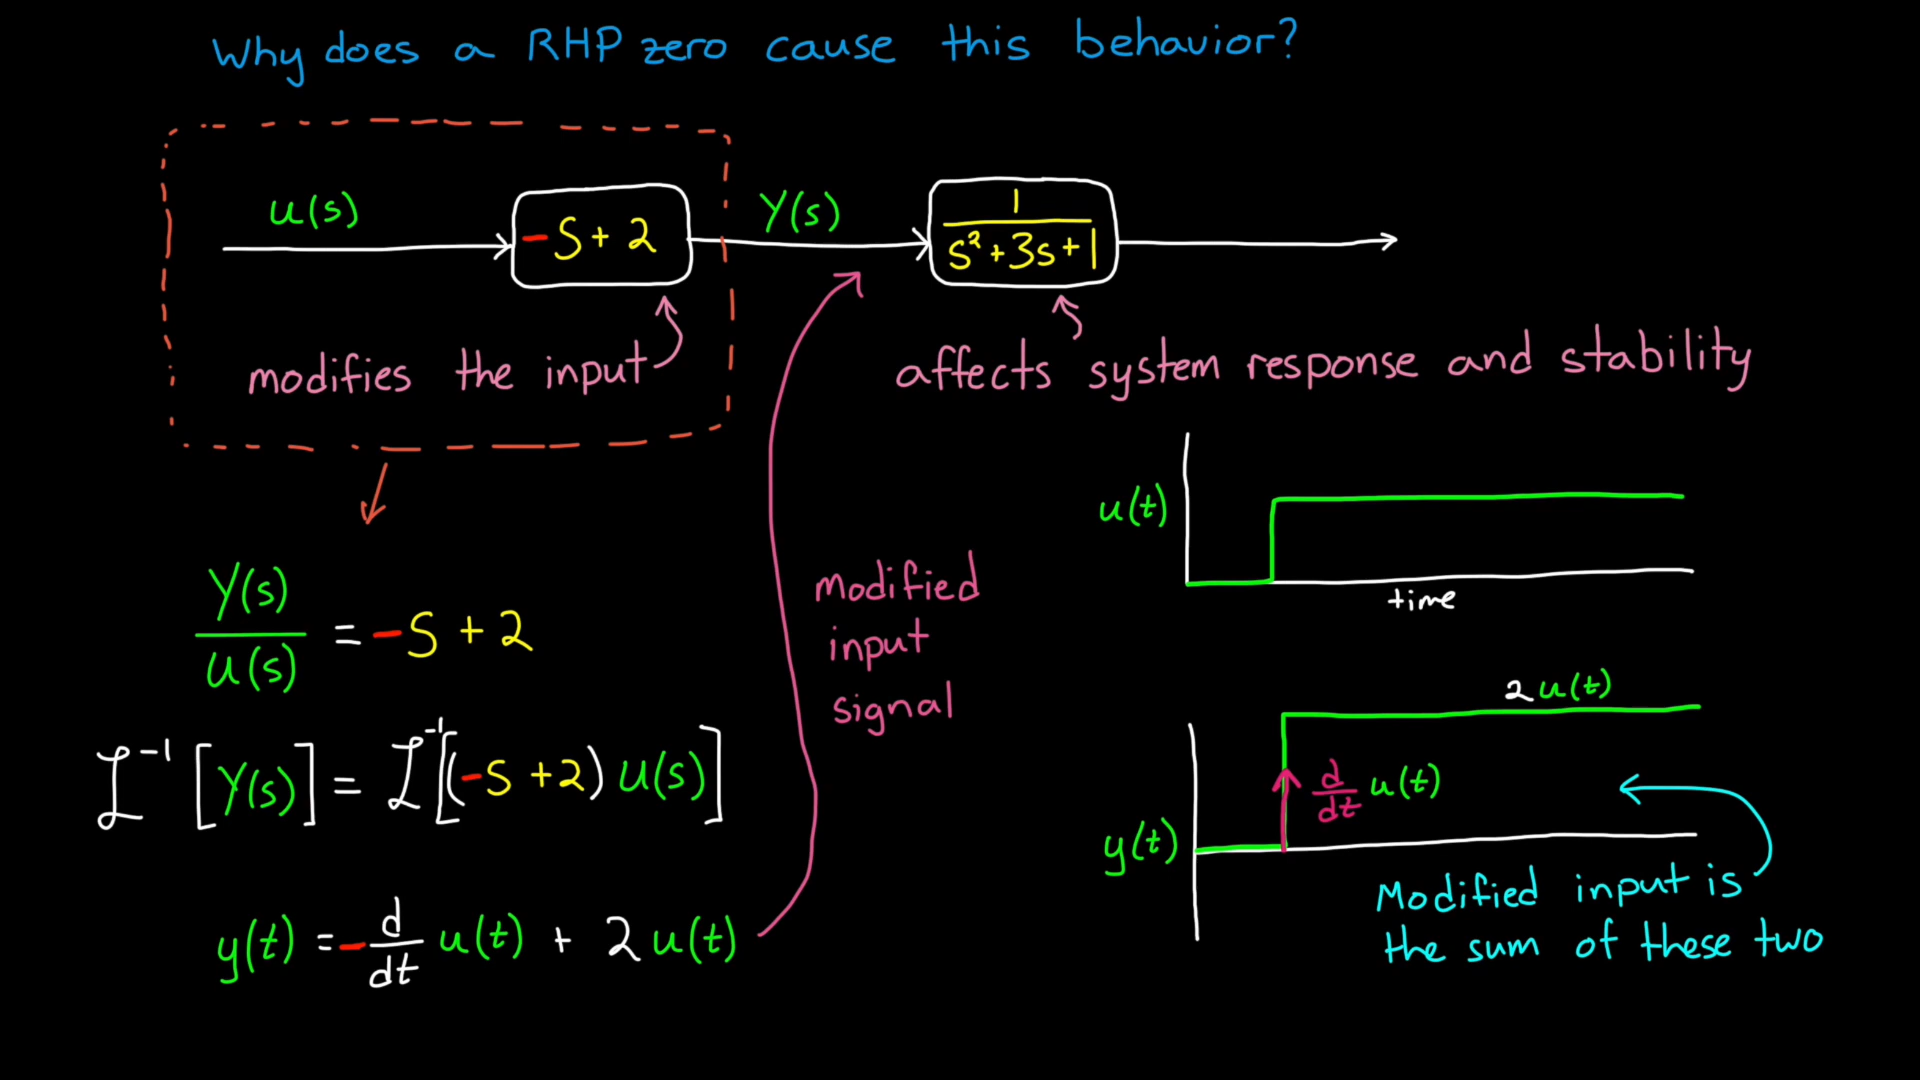 Why does a RHP zero cause this behavior?
U(s)
-S+2
Y(s)
1
s²+3s+1
modifies the input
affects system response and stability
u(t)
time
Y(s)
U(s)
= -S+2
ℒ⁻¹[Y(s)] = ℒ⁻¹[(-S+2)U(s)]
y(t) = -d/dt u(t) + 2u(t)
Modified
input
signal
2u(t)
d/dt u(t)
y(t)
Modified input is
the sum of these two